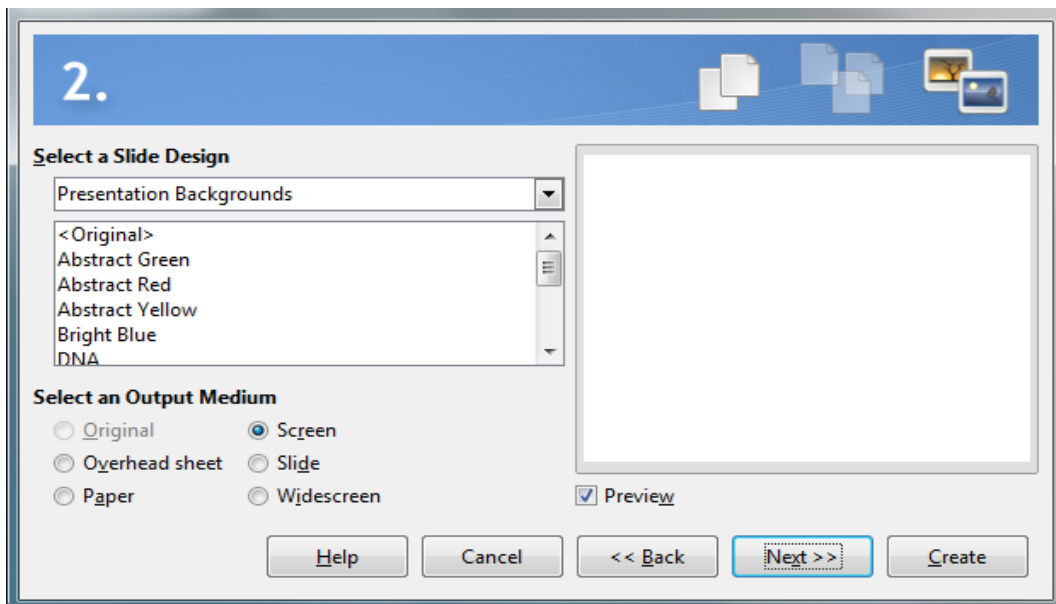 2.
Select a Slide Design
Presentation Backgrounds
<Original>
Abstract Green
Abstract Red
Abstract Yellow
Bright Blue
DNA
Select an Output Medium
Original Screen
Overhead sheet Slide
Paper Widescreen
Preview
Help Cancel << Back Next >> Create